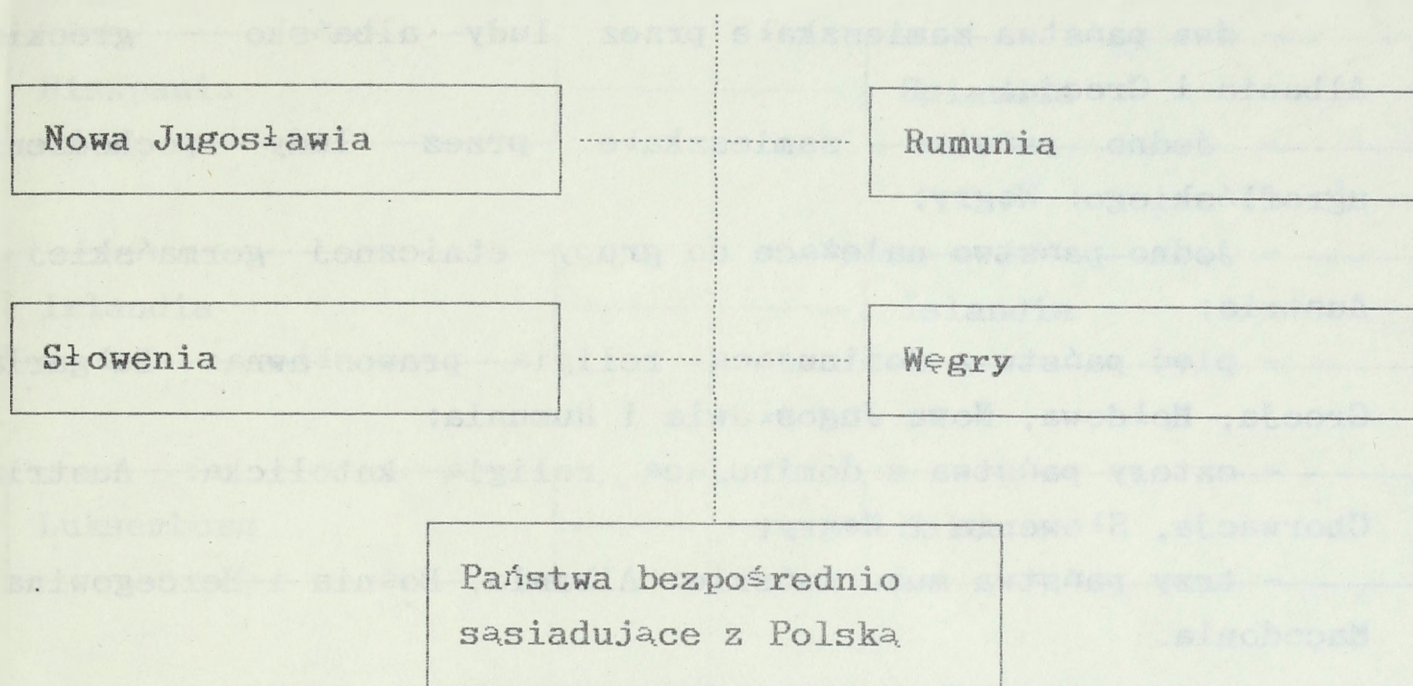 Nowa Jugosławia
Rumunia
Słowenia
Węgry
Państwa bezpośrednio
sąsiadujące z Polską